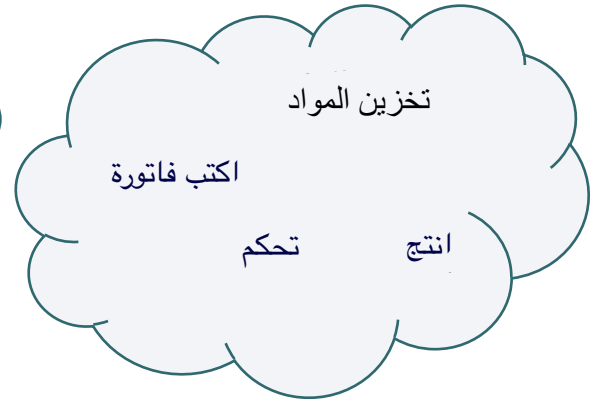 تخزين المواد
اكتب فاتورة
انتج
تحكم